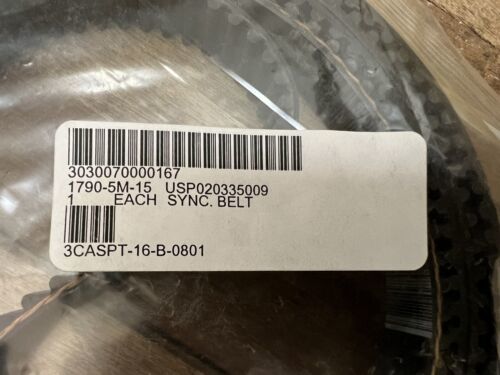 3030070000167
1790-5M-15 USP020335009
1 EACH SYNC. BELT
3CASPT-16-B-0801